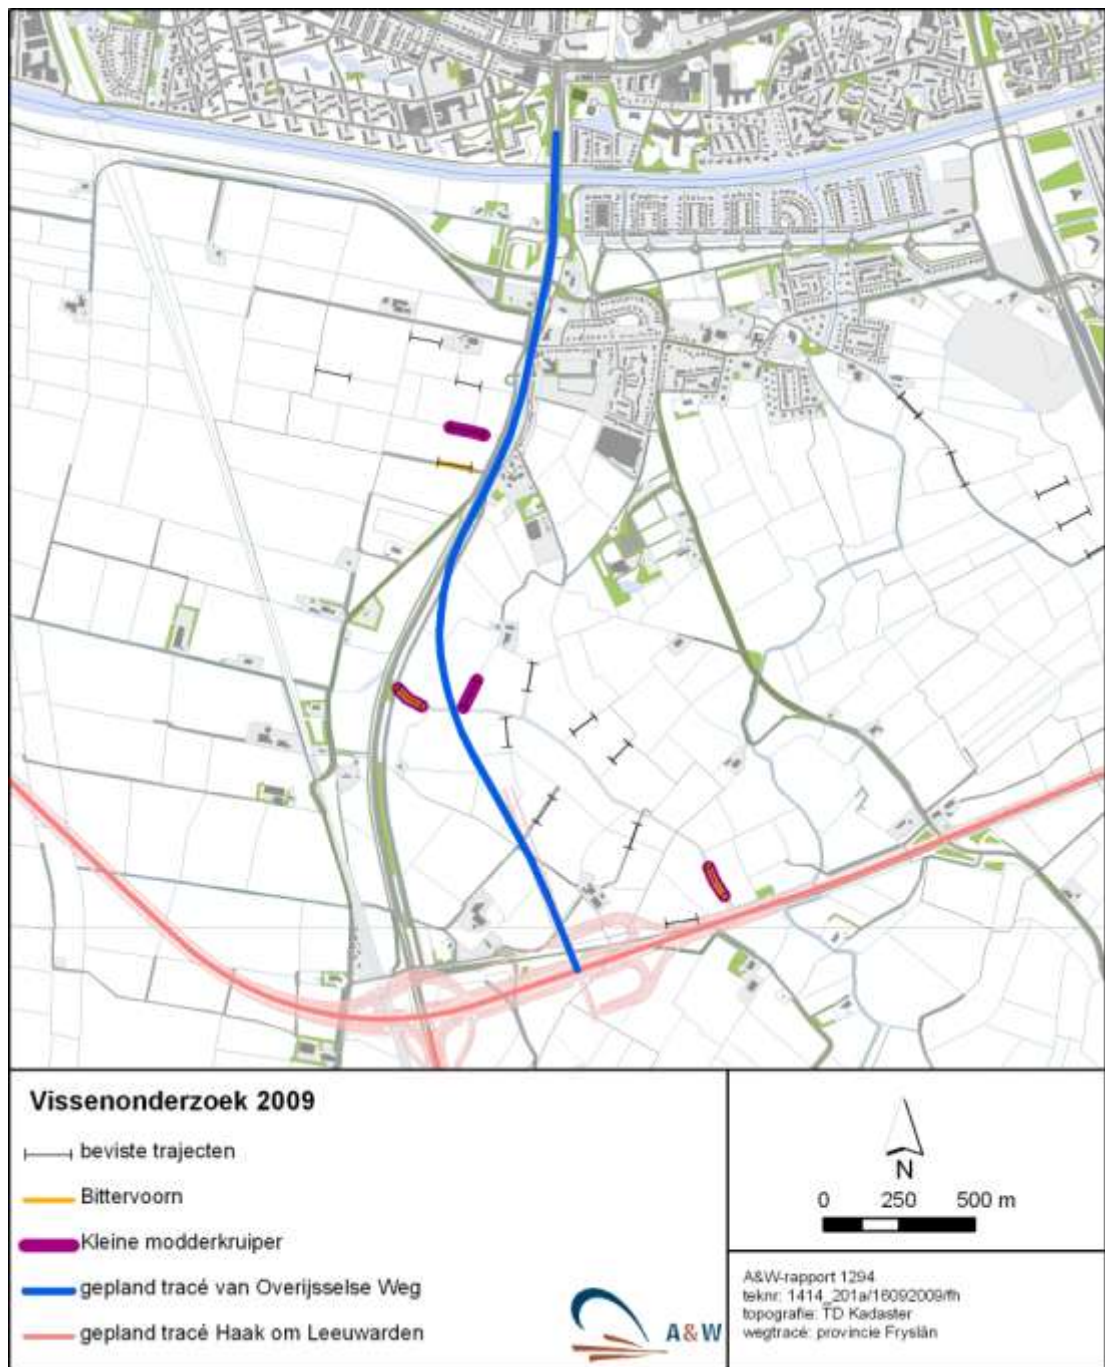 Vissenonderzoek 2009
beviste trajecten
Bittervoorn
Kleine modderkruiper
gepland tracé van Overijsselse Weg
gepland tracé Haak om Leeuwarden
A&W
N
0 250 500 m
A&W-rapport 1294
teknr: 1414_201a/16092009/fh
topografie: TD Kadaster
wegtracé: provincie Fryslân